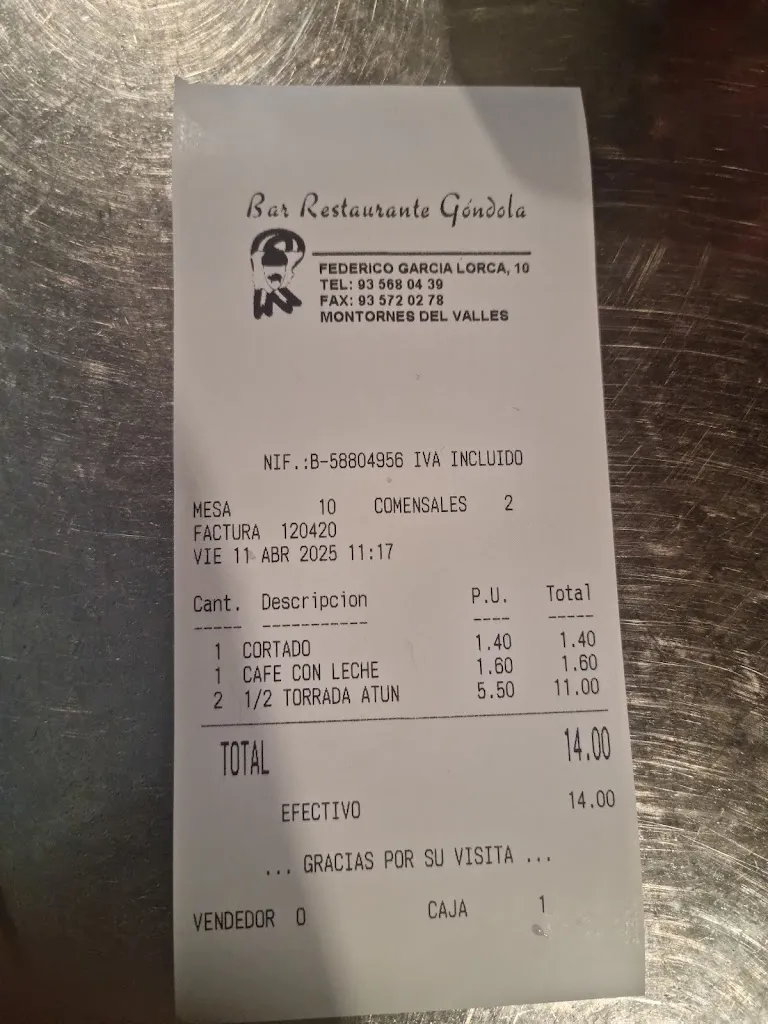 Bar Restaurante Góndola
FEDERICO GARCIA LORCA, 10
TEL: 93 568 04 39
FAX: 93 572 02 78
MONTORNES DEL VALLES
NIF.:B-58804956 IVA INCLUIDO
MESA 10 COMENSALES 2
FACTURA 120420
VIE 11 ABR 2025 11:17
Cant. Descripcion P.U. Total
----- ----------- ---- -----
1 CORTADO 1.40 1.40
1 CAFE CON LECHE 1.60 1.60
2 1/2 TORRADA ATUN 5.50 11.00
TOTAL 14.00
EFECTIVO 14.00
... GRACIAS POR SU VISITA ...
VENDEDOR 0 CAJA 1